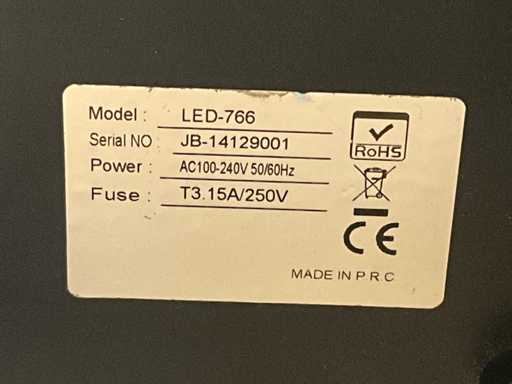 Model : LED-766
Serial NO : JB-14129001
Power : AC100-240V 50/60Hz
Fuse : T3.15A/250V
RoHS
CE
MADE IN P R C